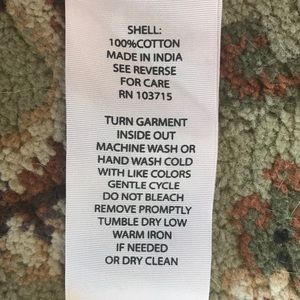 SHELL:
100%COTTON
MADE IN INDIA
SEE REVERSE
FOR CARE
RN 103715
TURN GARMENT
INSIDE OUT
MACHINE WASH OR
HAND WASH COLD
WITH LIKE COLORS
GENTLE CYCLE
DO NOT BLEACH
REMOVE PROMPTLY
TUMBLE DRY LOW
WARM IRON
IF NEEDED
OR DRY CLEAN